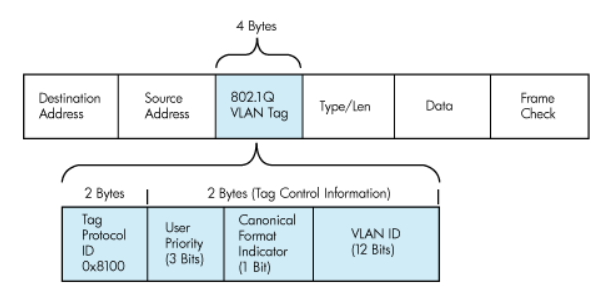 4 Bytes
Destination
Address
Source
Address
802.1Q
VLAN Tag
Type/Len
Data
Frame
Check
2 Bytes
2 Bytes (Tag Control Information)
Tag
Protocol
ID
0x8100
User
Priority
(3 Bits)
Canonical
Format
Indicator
(1 Bit)
VLAN ID
(12 Bits)